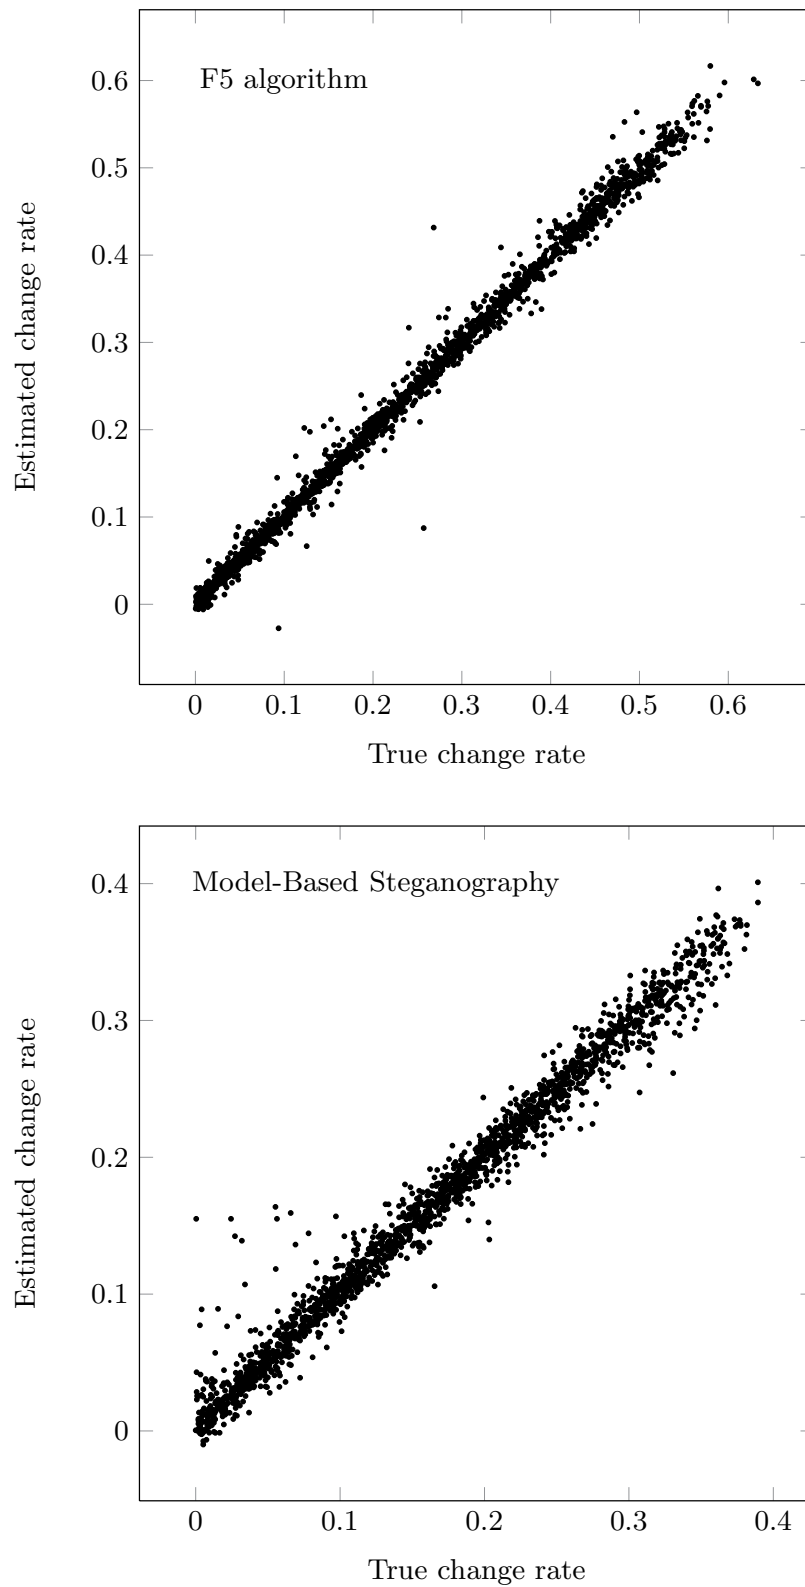 F5 algorithm
0.6
0.5
0.4
0.3
0.2
0.1
0
Estimated change rate
0 0.1 0.2 0.3 0.4 0.5 0.6
True change rate
Model-Based Steganography
0.4
0.3
0.2
0.1
0
Estimated change rate
0 0.1 0.2 0.3 0.4
True change rate